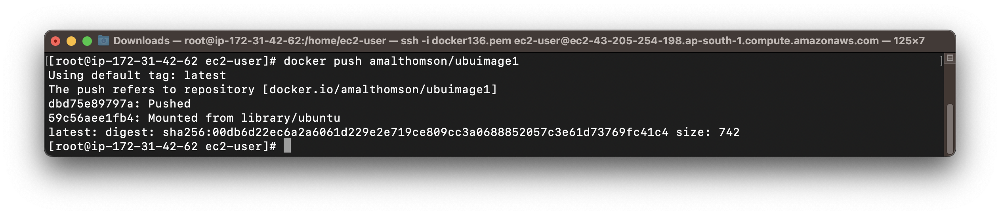 Downloads — root@ip-172-31-42-62:/home/ec2-user — ssh -i docker136.pem ec2-user@ec2-43-205-254-198.ap-south-1.compute.amazonaws.com — 125×7
[[root@ip-172-31-42-62 ec2-user]# docker push amalthomson/ubuimage1 ]
Using default tag: latest
The push refers to repository [docker.io/amalthomson/ubuimage1]
dbd75e89797a: Pushed
59c56aee1fb4: Mounted from library/ubuntu
latest: digest: sha256:00db6d22ec6a2a6061d229e2e719ce809cc3a0688852057c3e61d73769fc41c4 size: 742
[root@ip-172-31-42-62 ec2-user]#